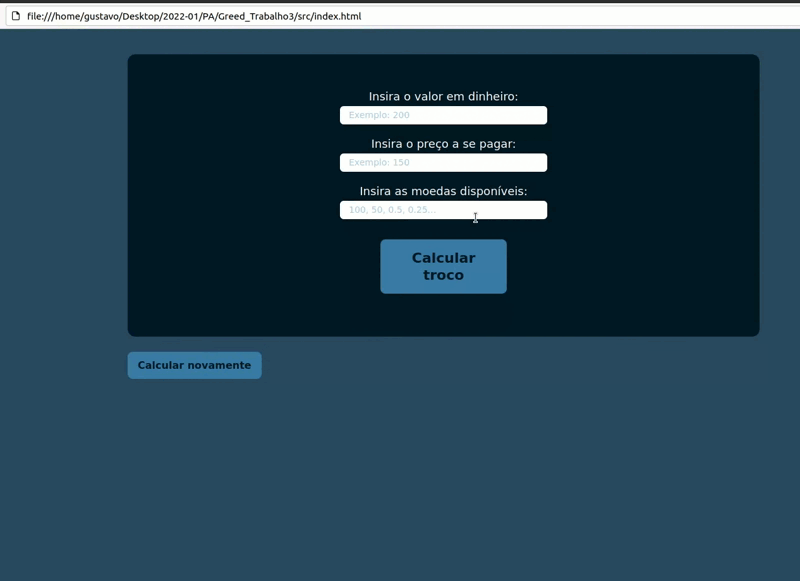 file:///home/gustavo/Desktop/2022-01/PA/Greed_Trabalho3/src/index.html
Insira o valor em dinheiro:
Exemplo: 200
Insira o preço a se pagar:
Exemplo: 150
Insira as moedas disponíveis:
100, 50, 0.5, 0.25...
Calcular
troco
Calcular novamente